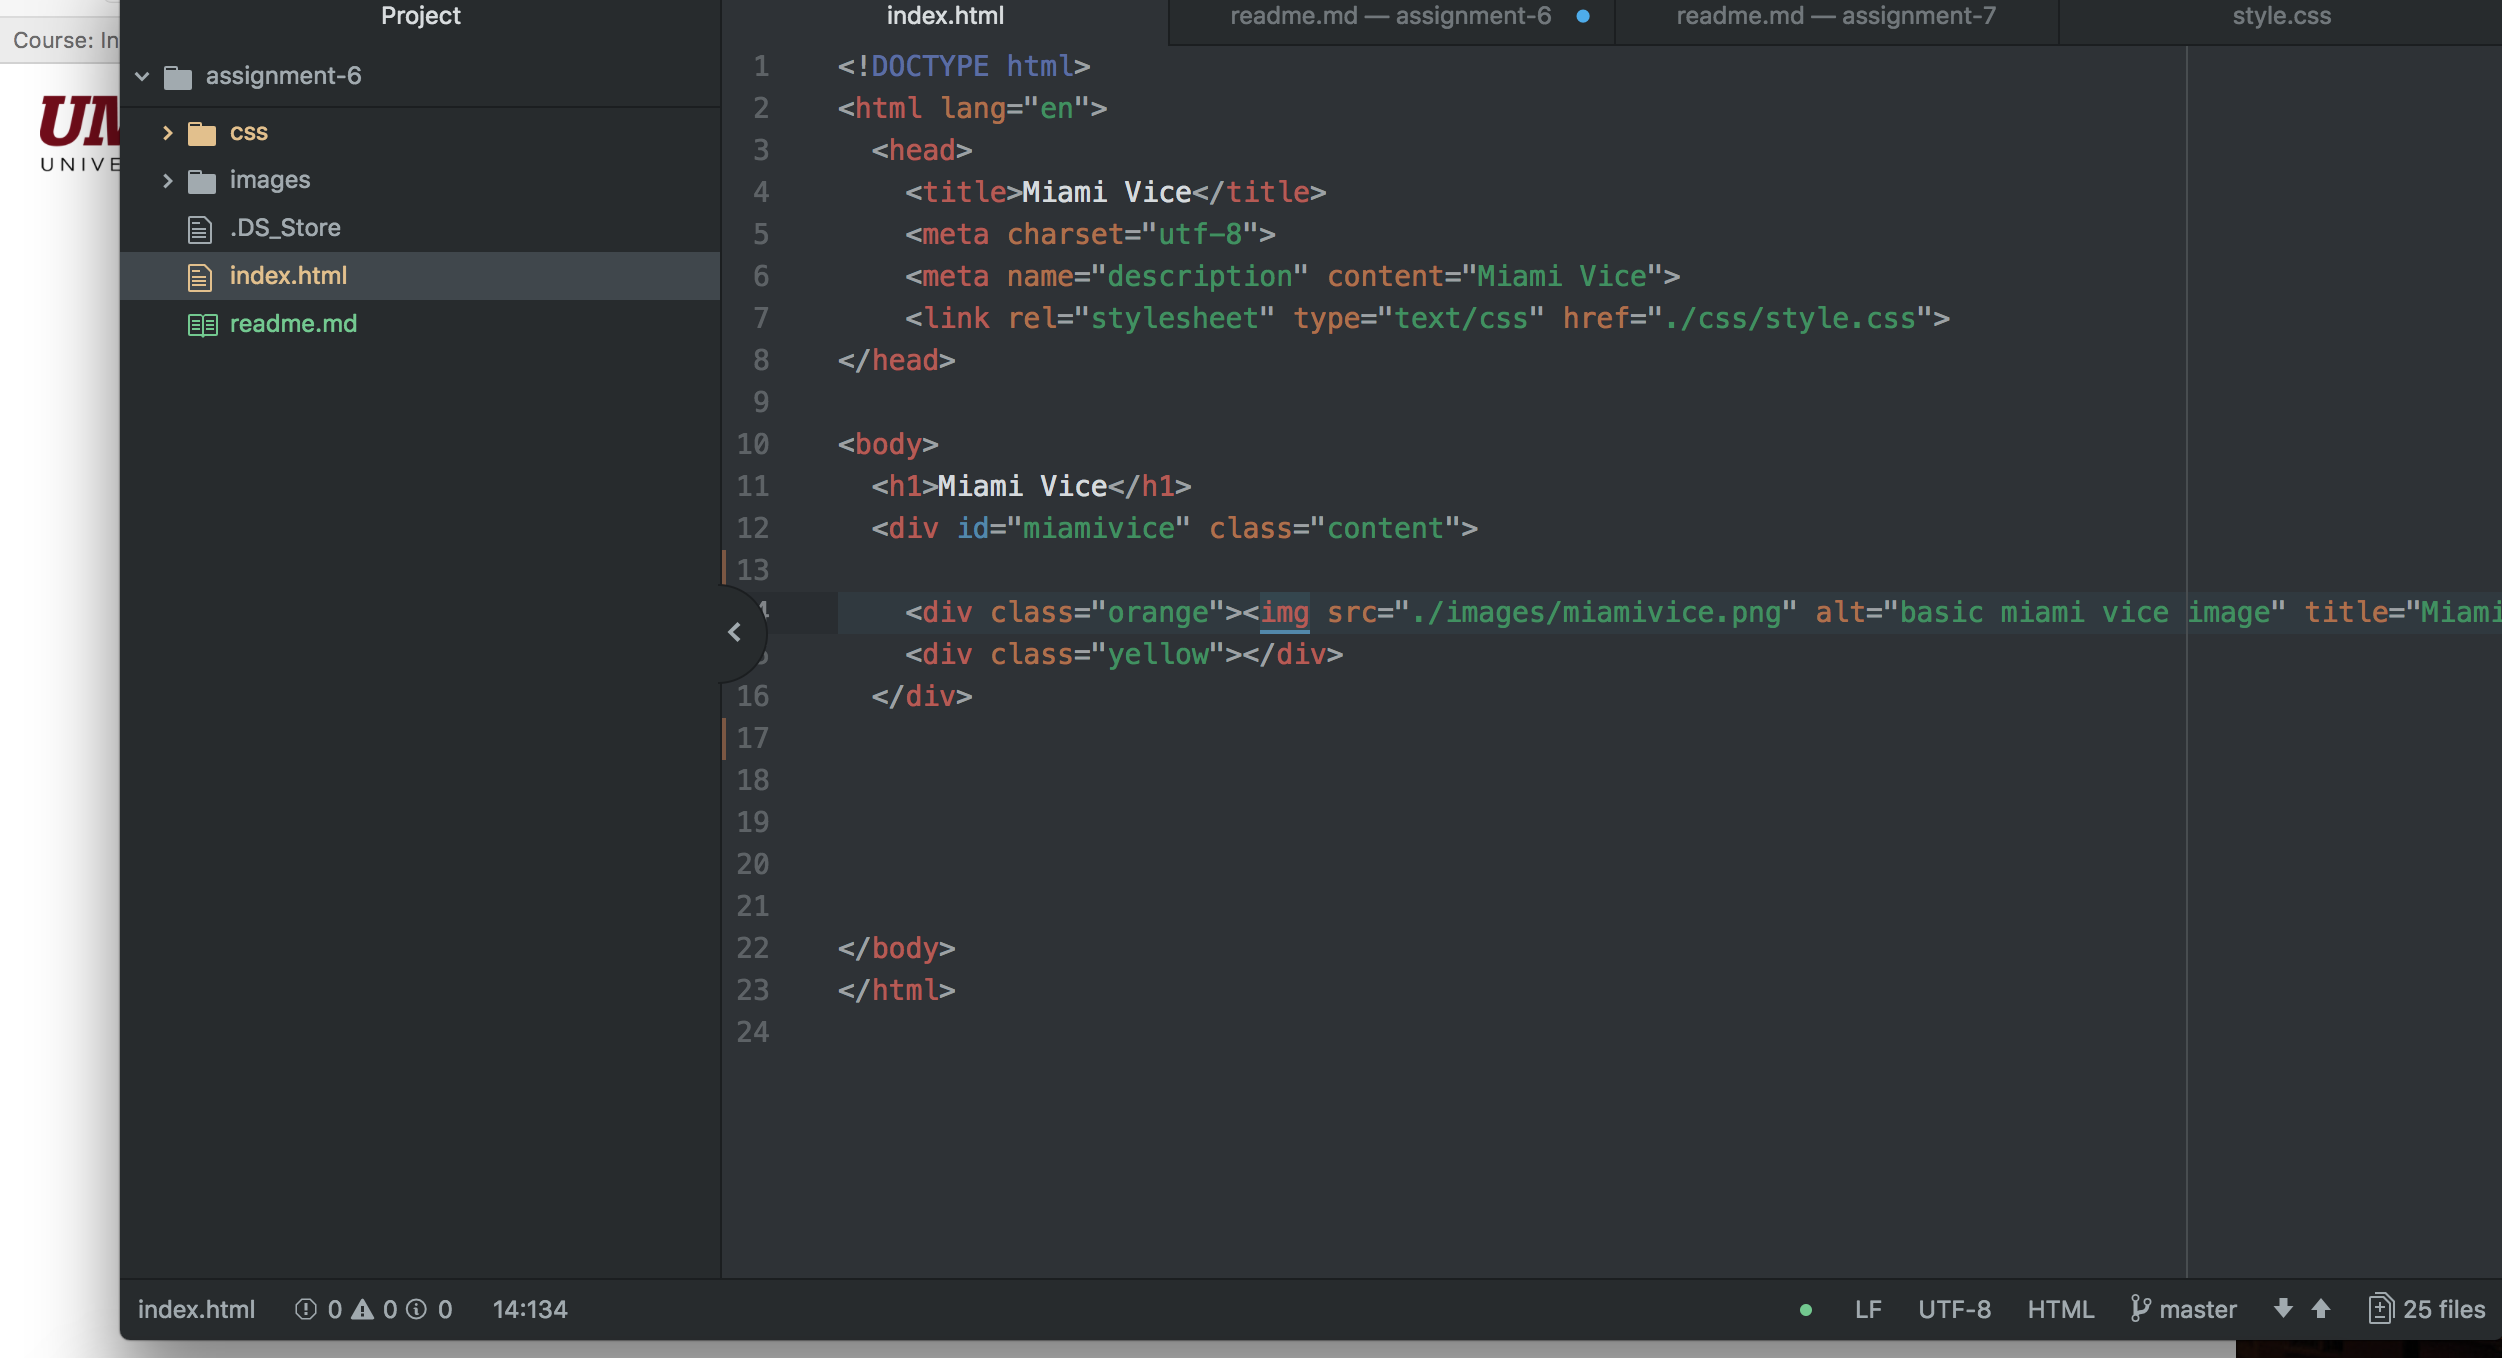 Course: In
UNIVE
Project
index.html
readme.md — assignment-6
readme.md — assignment-7
style.css
assignment-6
css
images
.DS_Store
index.html
readme.md
1 <!DOCTYPE html>
2 <html lang="en">
3   <head>
4     <title>Miami Vice</title>
5     <meta charset="utf-8">
6     <meta name="description" content="Miami Vice">
7     <link rel="stylesheet" type="text/css" href="./css/style.css">
8 </head>
9
10 <body>
11   <h1>Miami Vice</h1>
12   <div id="miamivice" class="content">
13
4     <div class="orange"><img src="./images/miamivice.png" alt="basic miami vice image" title="Miami
    <div class="yellow"></div>
16   </div>
17
18
19
20
21
22 </body>
23 </html>
24
index.html 0 0 0 14:134 LF UTF-8 HTML master 25 files